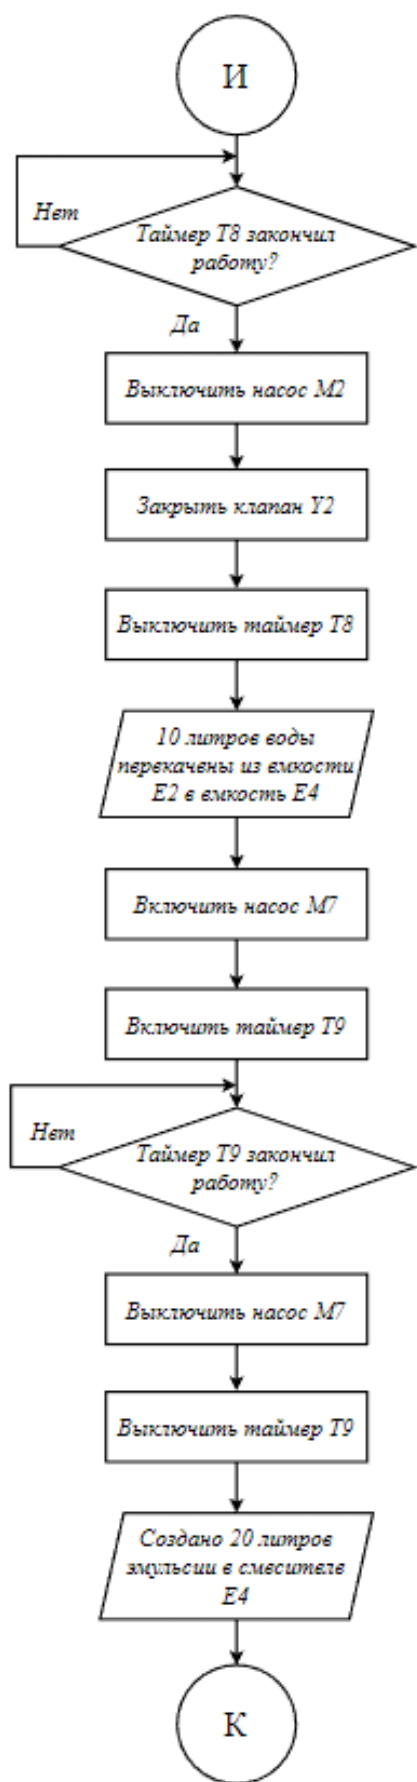 И
Нет
Таймер Т8 закончил
работу?
Да
Выключить насос М2
Закрыть клапан Y2
Выключить таймер Т8
10 литров воды
перекачены из емкости
Е2 в емкость Е4
Включить насос М7
Включить таймер Т9
Нет
Таймер Т9 закончил
работу?
Да
Выключить насос М7
Выключить таймер Т9
Создано 20 литров
эмульсии в смесителе
Е4
К